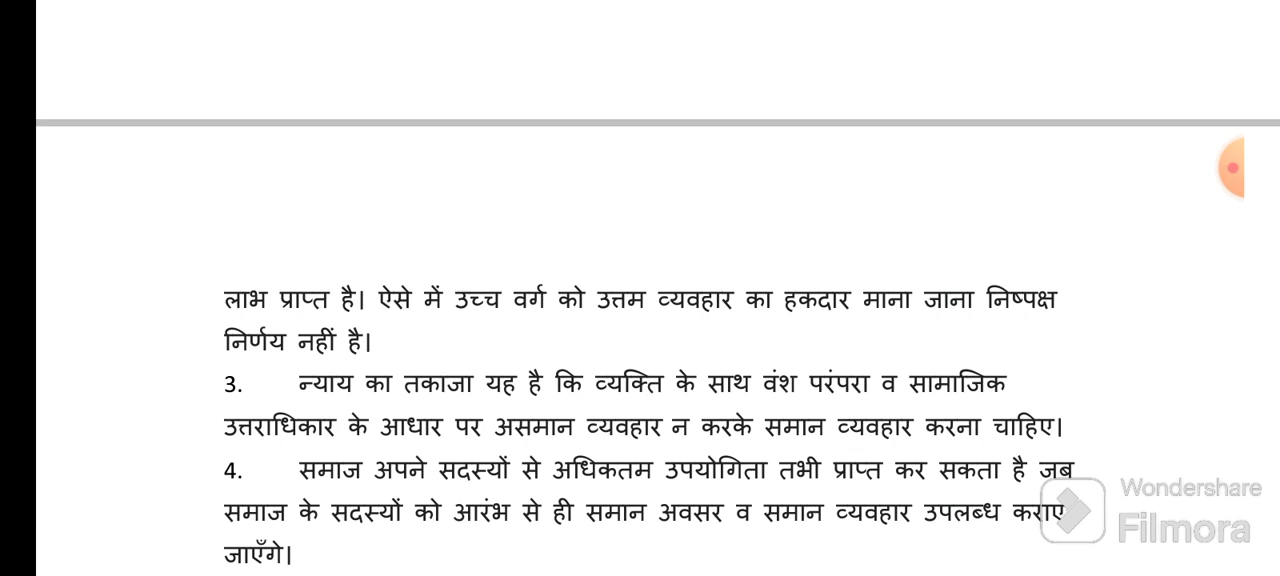 लाभ प्राप्त है। ऐसे में उच्च वर्ग को उत्तम व्यवहार का हकदार माना जाना निष्पक्ष
निर्णय नहीं है।
3. न्याय का तकाजा यह है कि व्यक्ति के साथ वंश परंपरा व सामाजिक
उत्तराधिकार के आधार पर असमान व्यवहार न करके समान व्यवहार करना चाहिए।
4. समाज अपने सदस्यों से अधिकतम उपयोगिता तभी प्राप्त कर सकता है जब
समाज के सदस्यों को आरंभ से ही समान अवसर व समान व्यवहार उपलब्ध कराए
जाएँगे।
Wondershare
Filmora